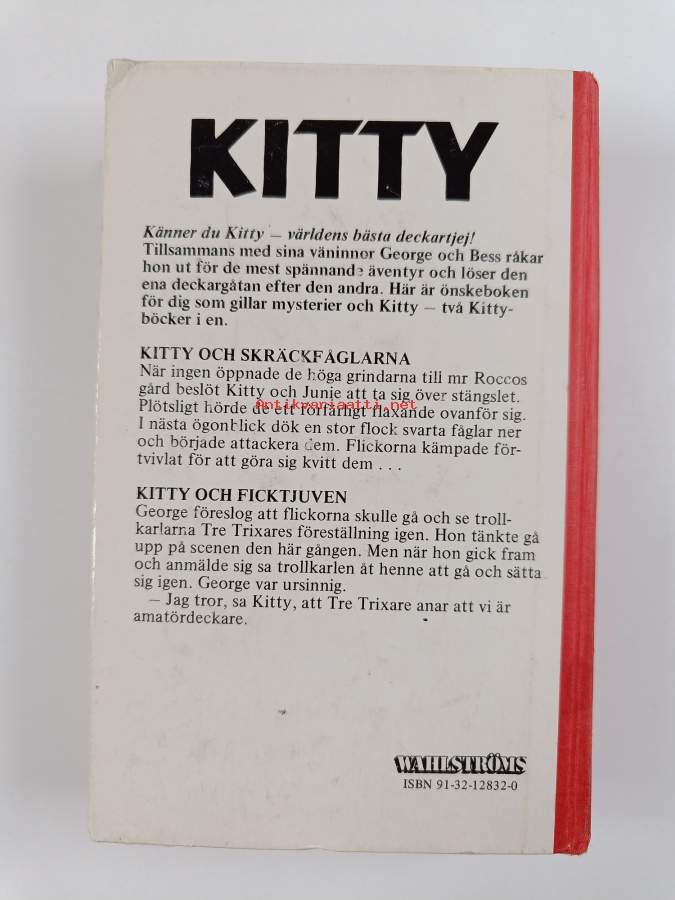 KITTY
Känner du Kitty – världens bästa deckartjej!
Tillsammans med sina väninnor George och Bess råkar
hon ut för de mest spännande äventyr och löser den
ena deckargåtan efter den andra. Här är önskeboken
för dig som gillar mysterier och Kitty – två Kitty-
böcker i en.
KITTY OCH SKRÄCKFÅGLARNA
När ingen öppnade de höga grindarna till mr Roccos
gård beslöt Kitty och Junie att ta sig över stängslet.
Plötsligt hörde de ett förfärligt flaxande ovanför sig.
antikvariaatti.net
I nästa ögonblick dök en stor flock svarta fåglar ner
och började attackera dem. Flickorna kämpade för-
tvivlat för att göra sig kvitt dem . . .
KITTY OCH FICKTJUVEN
George föreslog att flickorna skulle gå och se troll-
karlarna Tre Trixares föreställning igen. Hon tänkte gå
upp på scenen den här gången. Men när hon gick fram
och anmälde sig sa trollkarlen åt henne att gå och sätta
sig igen. George var ursinnig.
– Jag tror, sa Kitty, att Tre Trixare anar att vi är
amatördeckare.
WAHLSTRÖMS
ISBN 91-32-12832-0